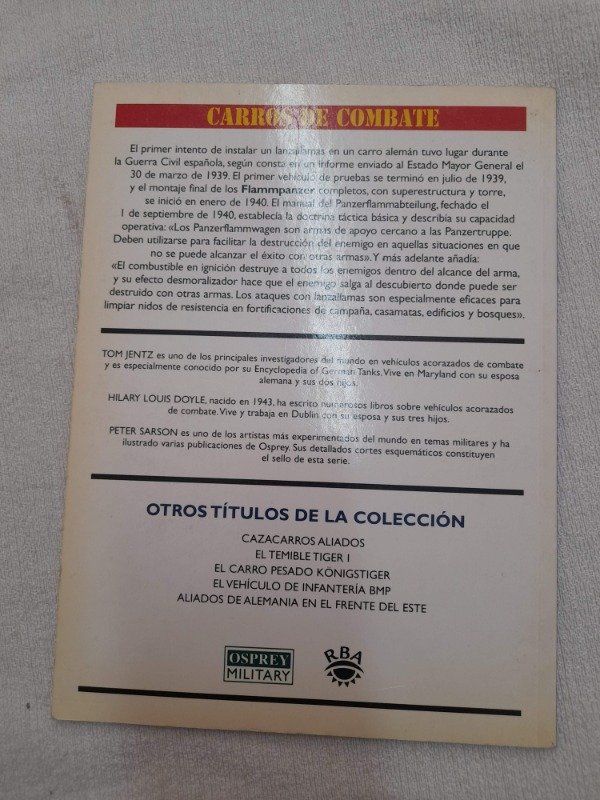 CARROS DE COMBATE
El primer intento de instalar un lanzallamas en un carro alemán tuvo lugar durante
la Guerra Civil española, según consta en un informe enviado al Estado Mayor General el
30 de marzo de 1939. El primer vehículo de pruebas se terminó en julio de 1939,
y el montaje final de los Flammpanzer completos, con superestructura y torre,
se inició en enero de 1940. El manual del Panzerflammabteilung, fechado el
1 de septiembre de 1940, establecía la doctrina táctica básica y describia su capacidad
operativa: «Los Panzerflammwagen son armas de apoyo cercano a las Panzertruppe.
Deben utilizarse para facilitar la destrucción del enemigo en aquellas situaciones en que
no se puede alcanzar el éxito con otras armas». Y más adelante añadía:
«El combustible en ignición destruye a todos los enemigos dentro del alcance del arma,
y su efecto desmoralizador hace que el enemigo salga al descubierto donde puede ser
destruido con otras armas. Los ataques con lanzallamas son especialmente eficaces para
limpiar nidos de resistencia en fortificaciones de campaña, casamatas, edificios y bosques».
TOM JENTZ es uno de los principales investigadores del mundo en vehículos acorazados de combate
y es especialmente conocido por su Encyclopedia of German Tanks. Vive en Maryland con su esposa
alemana y sus dos hijos.
HILARY LOUIS DOYLE, nacido en 1943, ha escrito numerosos libros sobre vehículos acorazados
de combate. Vive y trabaja en Dublín con su esposa y sus tres hijos.
PETER SARSON es uno de los artistas más experimentados del mundo en temas militares y ha
ilustrado varias publicaciones de Osprey. Sus detallados cortes esquemáticos constituyen
el sello de esta serie.
OTROS TÍTULOS DE LA COLECCIÓN
CAZACARROS ALIADOS
EL TEMIBLE TIGER I
EL CARRO PESADO KÖNIGSTIGER
EL VEHÍCULO DE INFANTERÍA BMP
ALIADOS DE ALEMANIA EN EL FRENTE DEL ESTE
OSPREY
MILITARY
RBA